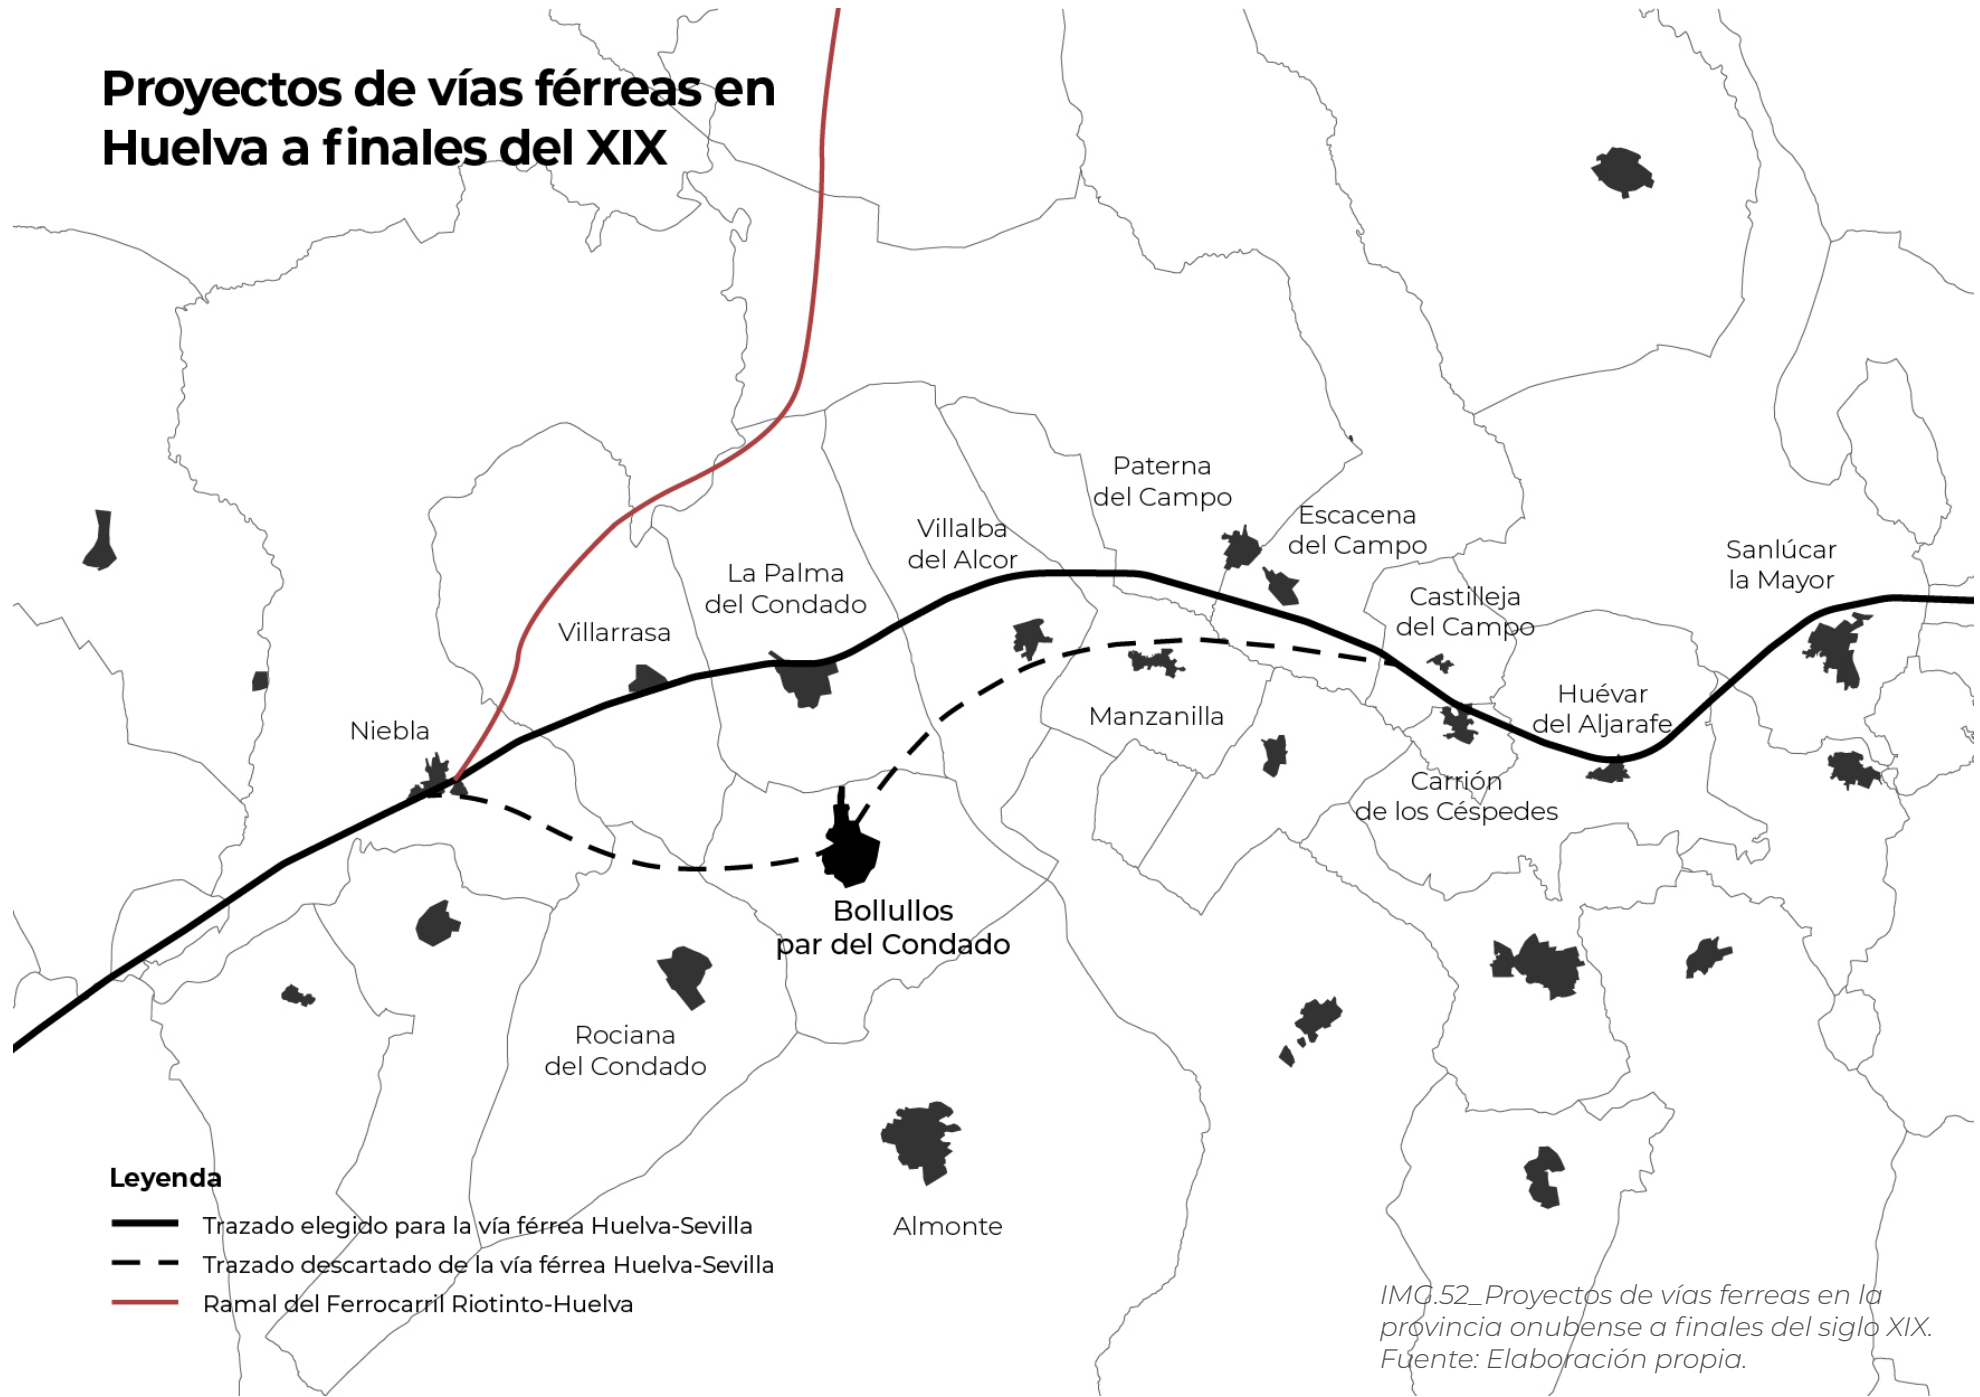 Proyectos de vías férreas en
Huelva a finales del XIX
Paterna
del Campo
Escacena
del Campo
Villalba
del Alcor
Sanlúcar
la Mayor
La Palma
del Condado
Castilleja
del Campo
Villarrasa
Huévar
del Aljarafe
Manzanilla
Niebla
Carrión
de los Céspedes
Bollullos
par del Condado
Rociana
del Condado
Almonte
Leyenda
Trazado elegido para la vía férrea Huelva-Sevilla
Trazado descartado de la vía férrea Huelva-Sevilla
Ramal del Ferrocarril Riotinto-Huelva
IMG.52_Proyectos de vías ferreas en la
provincia onubense a finales del siglo XIX.
Fuente: Elaboración propia.